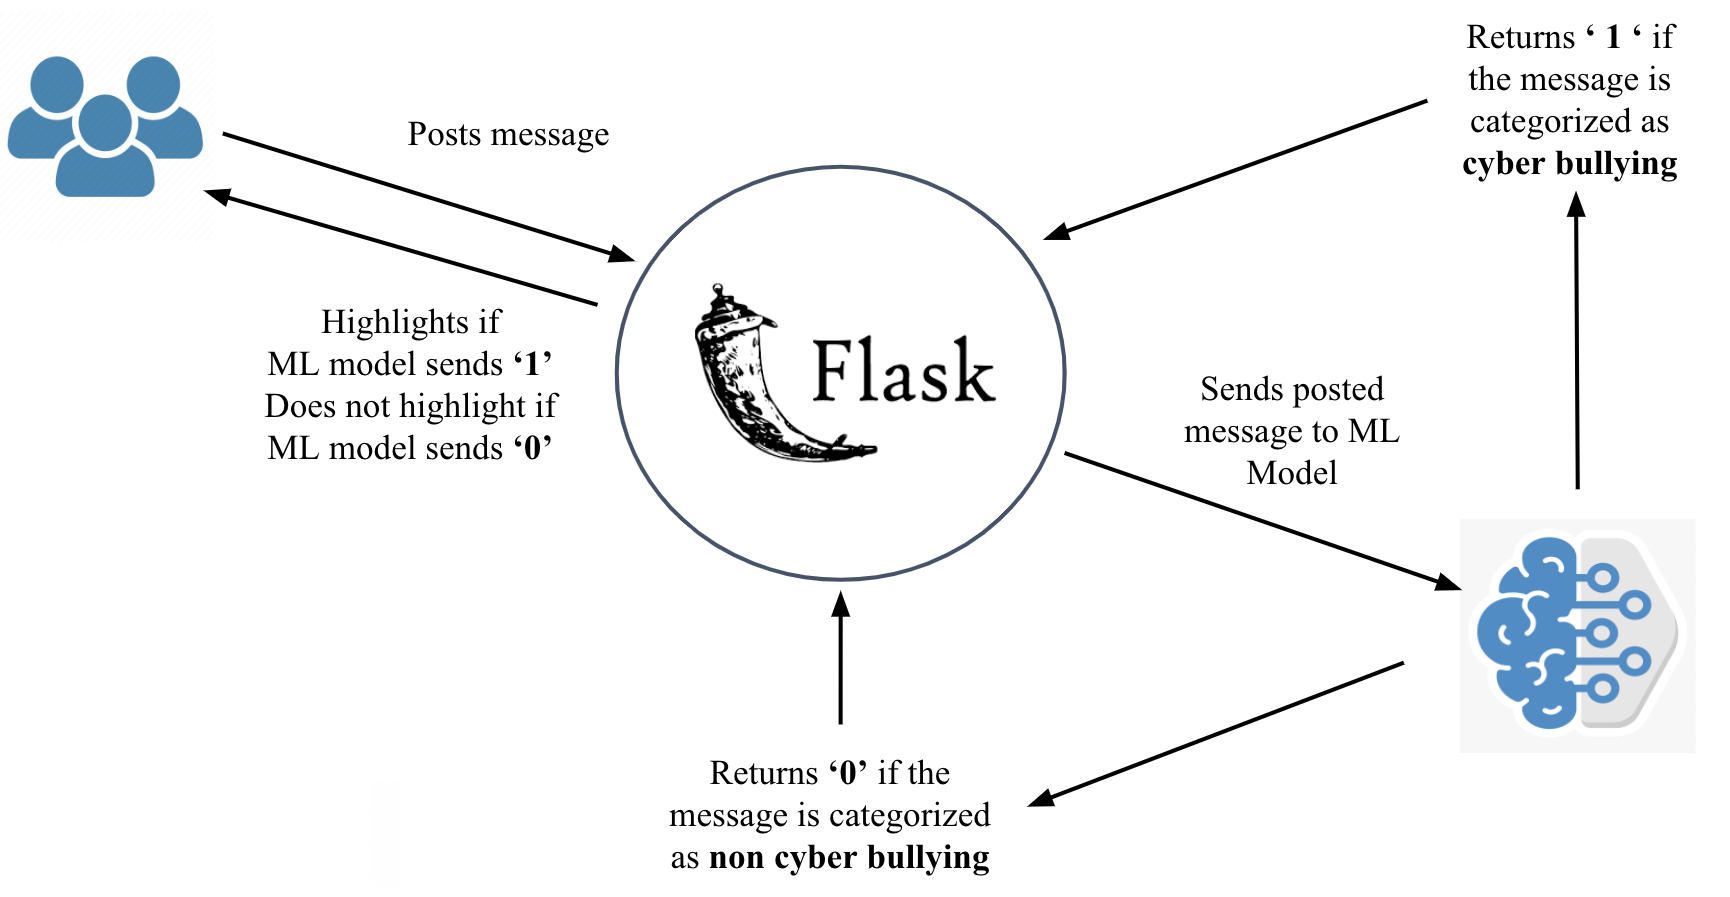 Posts message
Highlights if
ML model sends ‘1’
Does not highlight if
ML model sends ‘0’
Flask
Returns ‘ 1 ‘ if
the message is
categorized as
cyber bullying
Sends posted
message to ML
Model
Returns ‘0’ if the
message is categorized
as non cyber bullying